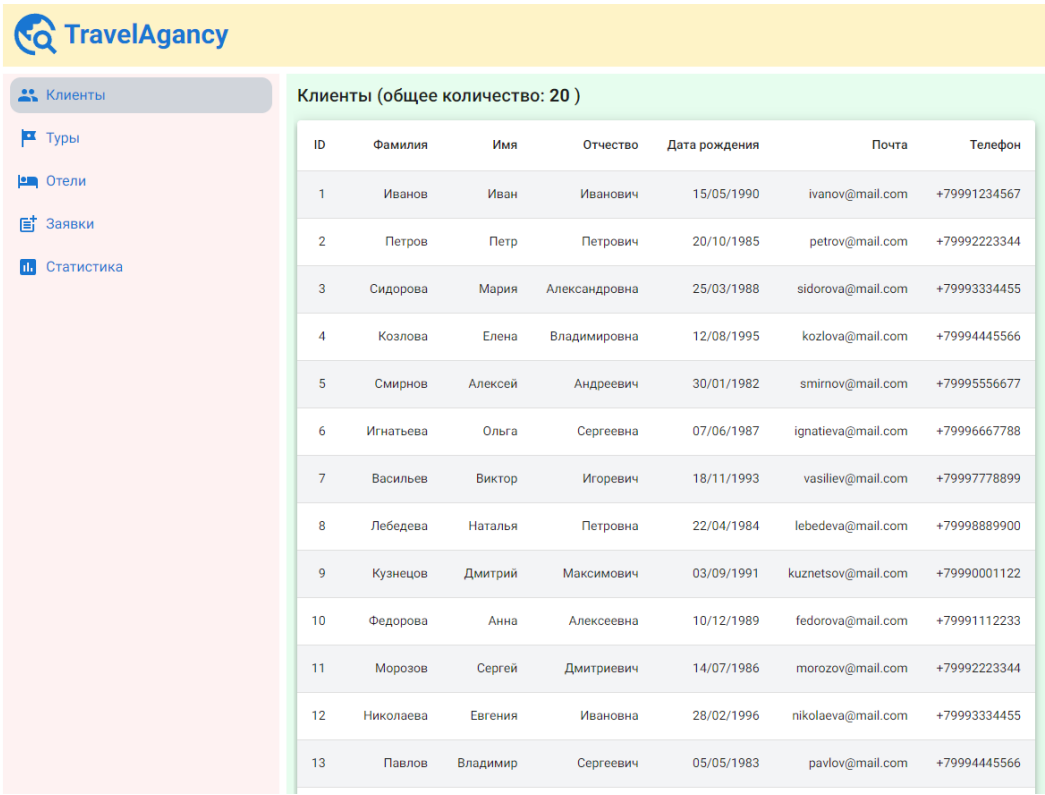 TravelAgancy
Клиенты
Туры
Отели
Заявки
Статистика
Клиенты (общее количество: 20 )
ID Фамилия Имя Отчество Дата рождения Почта Телефон
1 Иванов Иван Иванович 15/05/1990 ivanov@mail.com +79991234567
2 Петров Петр Петрович 20/10/1985 petrov@mail.com +79992223344
3 Сидорова Мария Александровна 25/03/1988 sidorova@mail.com +79993334455
4 Козлова Елена Владимировна 12/08/1995 kozlova@mail.com +79994445566
5 Смирнов Алексей Андреевич 30/01/1982 smirnov@mail.com +79995556677
6 Игнатьева Ольга Сергеевна 07/06/1987 ignatieva@mail.com +79996667788
7 Васильев Виктор Игоревич 18/11/1993 vasiliev@mail.com +79997778899
8 Лебедева Наталья Петровна 22/04/1984 lebedeva@mail.com +79998889900
9 Кузнецов Дмитрий Максимович 03/09/1991 kuznetsov@mail.com +79990001122
10 Федорова Анна Алексеевна 10/12/1989 fedorova@mail.com +79991112233
11 Морозов Сергей Дмитриевич 14/07/1986 morozov@mail.com +79992223344
12 Николаева Евгения Ивановна 28/02/1996 nikolaeva@mail.com +79993334455
13 Павлов Владимир Сергеевич 05/05/1983 pavlov@mail.com +79994445566